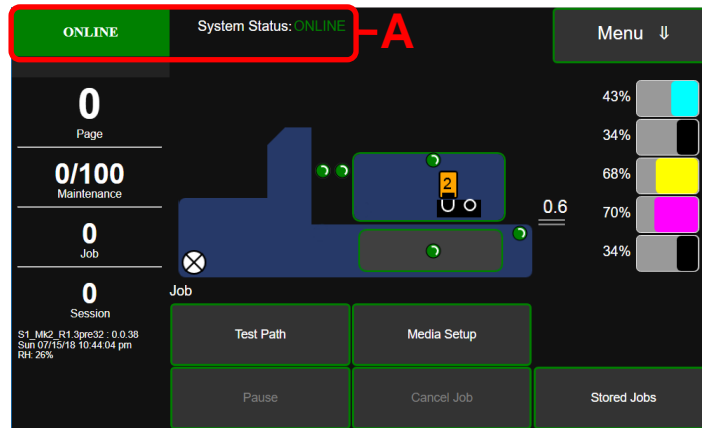 ONLINE
System Status: ONLINE
A
Menu ⇓
0
Page
0/100
Maintenance
0
Job
0
Session
S1_Mk2_R1.3pre32 : 0.0.38
Sun 07/15/18 10:44:04 pm
RH: 26%
2
0.6
43%
34%
68%
70%
34%
Job
Test Path
Media Setup
Pause
Cancel Job
Stored Jobs